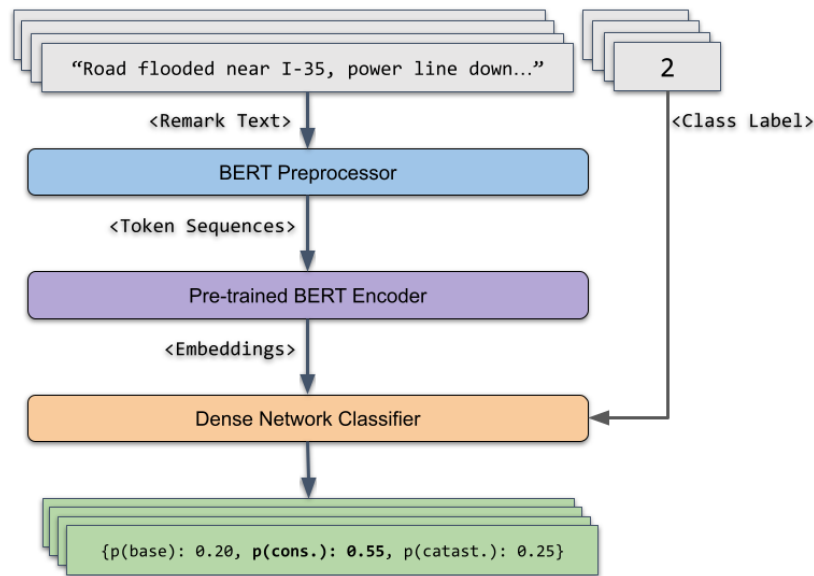 “Road flooded near I-35, power line down…”
2
<Remark Text>
<Class Label>
BERT Preprocessor
<Token Sequences>
Pre-trained BERT Encoder
<Embeddings>
Dense Network Classifier
{p(base): 0.20, p(cons.): 0.55, p(catast.): 0.25}